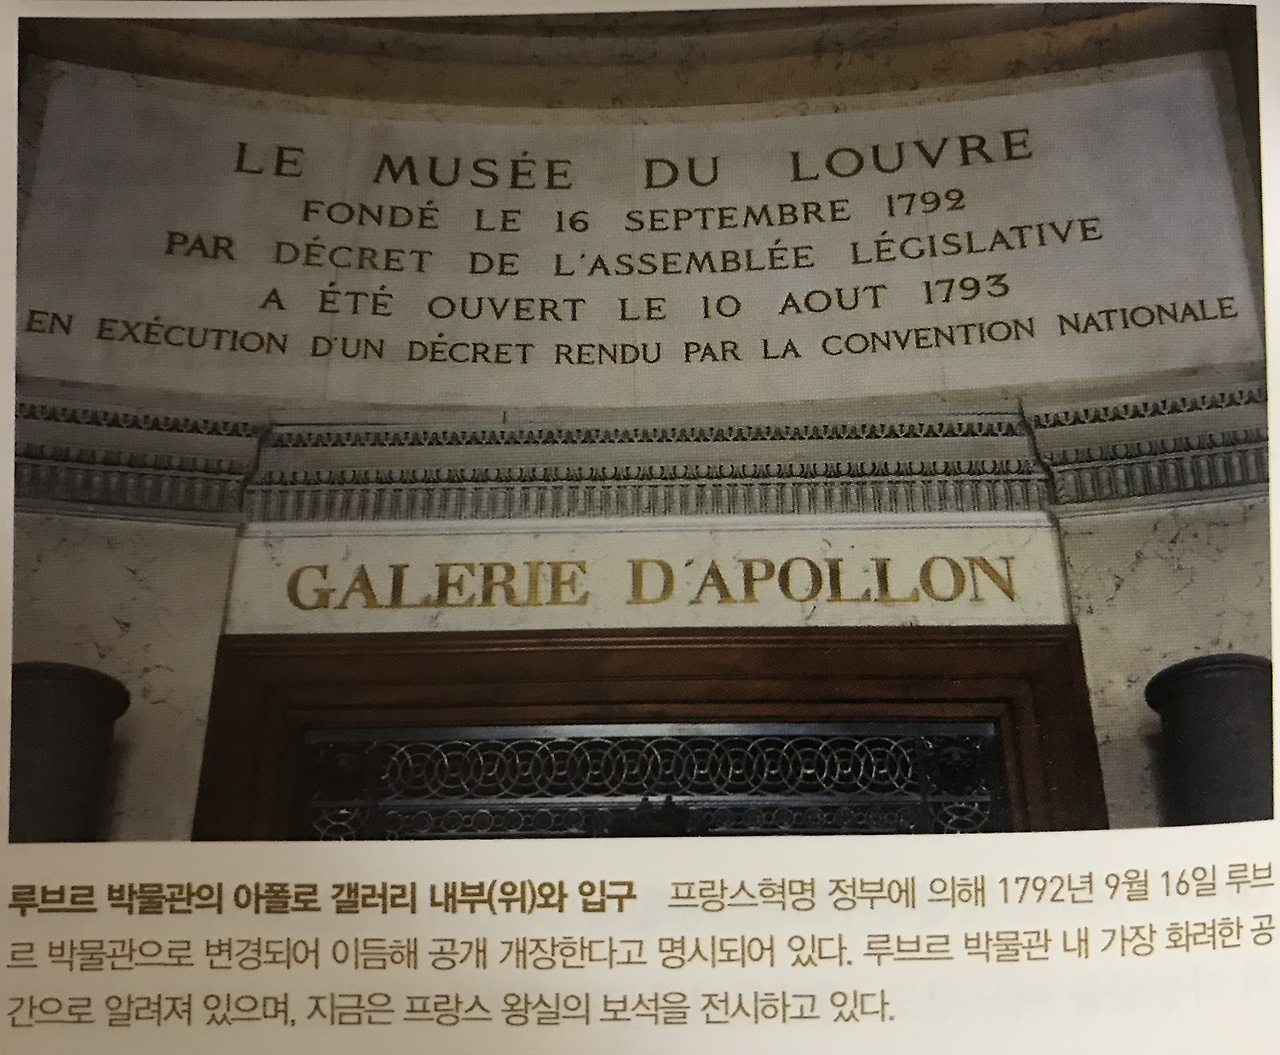 LE MUSÉE DU LOUVRE
FONDÉ LE 16 SEPTEMBRE 1792
PAR DÉCRET DE L'ASSEMBLÉE LÉGISLATIVE
A ÉTÉ OUVERT LE 10 AOUT 1793
EN EXÉCUTION D'UN DÉCRET RENDU PAR LA CONVENTION NATIONALE
GALERIE D'APOLLON
루브르 박물관의 아폴로 갤러리 내부(위)와 입구 프랑스혁명 정부에 의해 1792년 9월 16일 루브
르 박물관으로 변경되어 이듬해 공개 개장한다고 명시되어 있다. 루브르 박물관 내 가장 화려한 공
간으로 알려져 있으며, 지금은 프랑스 왕실의 보석을 전시하고 있다.